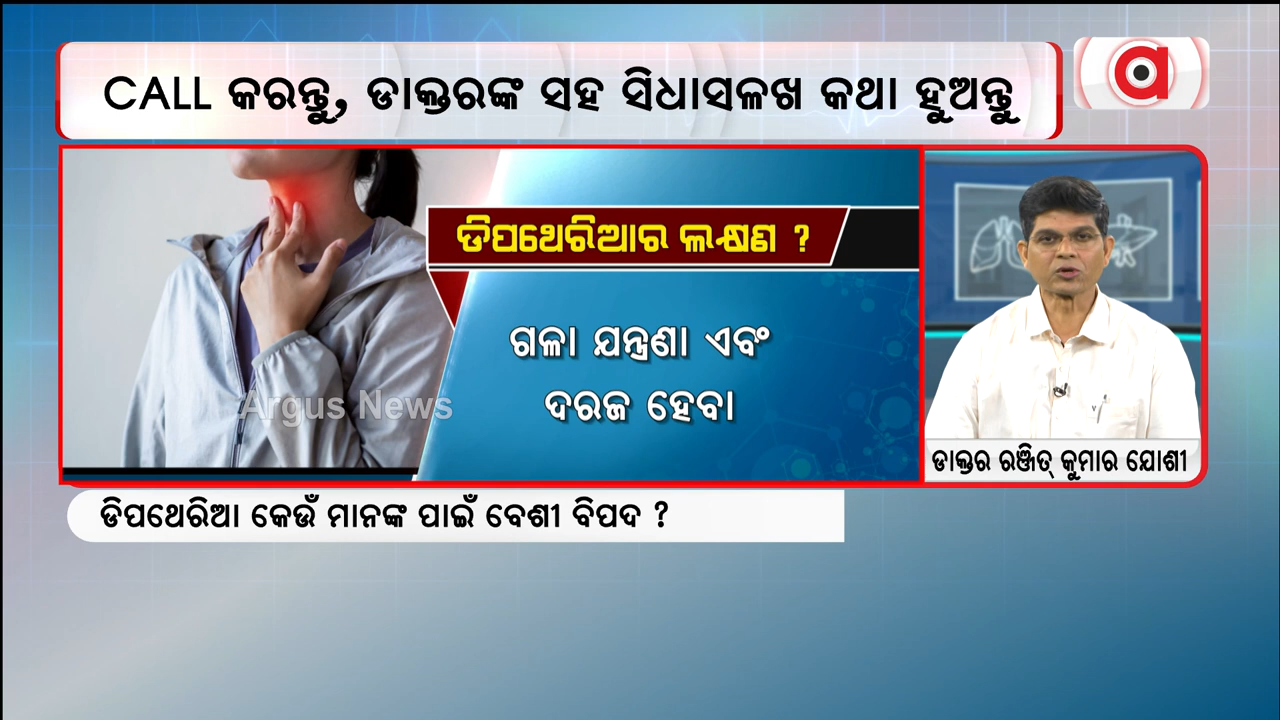 CALL କରନ୍ତୁ, ଡାକ୍ତରଙ୍କ ସହ ସିଧାସଳଖ କଥା ହୁଅନ୍ତୁ
a
ଡିପଥେରିଆର ଲକ୍ଷଣ ?
ଗଳା ଯନ୍ତ୍ରଣା ଏବଂ
ଦରଜ ହେବା
Argus News
ଡାକ୍ତର ରଞ୍ଜିତ୍ କୁମାର ଯୋଶୀ
ଡିପଥେରିଆ କେଉଁ ମାନଙ୍କ ପାଇଁ ବେଶୀ ବିପଦ ?